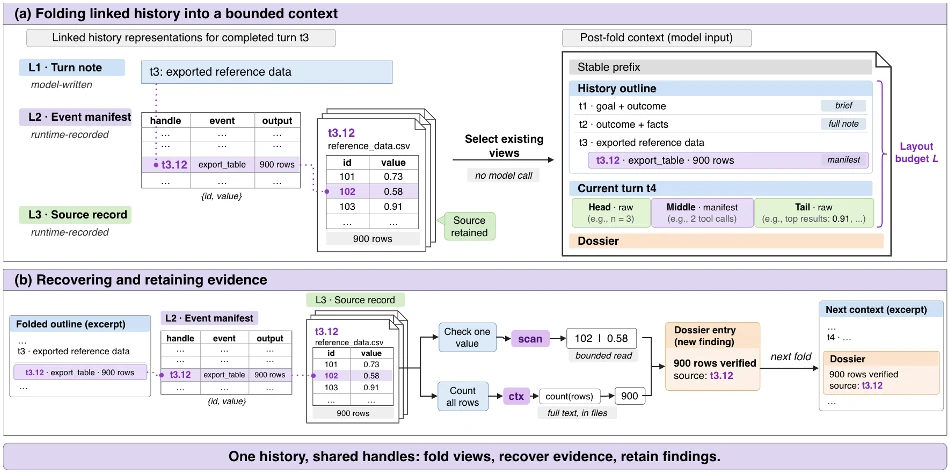 (a) Folding linked history into a bounded context
Linked history representations for completed turn t3
L1 · Turn note
model-written
t3: exported reference data
L2 · Event manifest
runtime-recorded
handle event output
... ... ...
... ... ...
t3.12 export_table 900 rows
... ... ...
{id, value}
L3 · Source record
runtime-recorded
t3.12
reference_data.csv
id value
101 0.73
102 0.58
103 0.91
... ...
900 rows
Source
retained
Select existing
views
no model call
Post-fold context (model input)
Stable prefix
History outline
t1 · goal + outcome brief
t2 · outcome + facts full note
t3 · exported reference data
t3.12 · export_table · 900 rows manifest
Current turn t4
Head · raw
(e.g., n = 3)
Middle · manifest
(e.g., 2 tool calls)
Tail · raw
(e.g., top results: 0.91, ...)
Dossier
Layout
budget L
(b) Recovering and retaining evidence
Folded outline (excerpt)
...
t3 · exported reference data
t3.12 · export_table · 900 rows
...
L2 · Event manifest
handle event output
... ... ...
... ... ...
t3.12 export_table 900 rows
... ... ...
{id, value}
L3 · Source record
t3.12
reference_data.csv
id value
101 0.73
102 0.58
103 0.91
... ...
900 rows
Check one
value
scan
102 | 0.58
bounded read
Count
all rows
ctx
count(rows)
900
full text, in files
Dossier entry
(new finding)
900 rows verified
source: t3.12
next fold
Next context (excerpt)
...
t4 · ...
Dossier
900 rows verified
source: t3.12
...
One history, shared handles: fold views, recover evidence, retain findings.